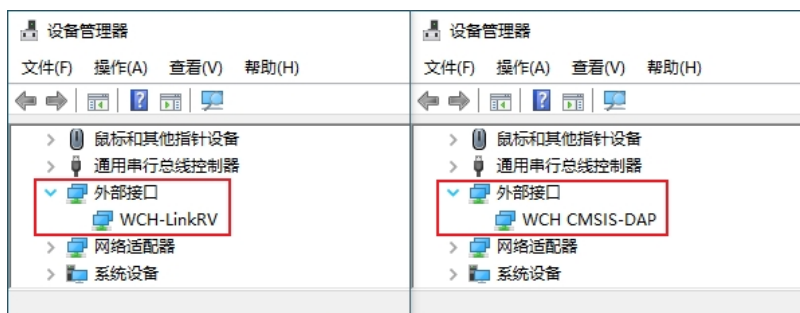 设备管理器
文件(F) 操作(A) 查看(V) 帮助(H)
鼠标和其他指针设备
通用串行总线控制器
外部接口
WCH-LinkRV
网络适配器
系统设备
设备管理器
文件(F) 操作(A) 查看(V) 帮助(H)
鼠标和其他指针设备
通用串行总线控制器
外部接口
WCH CMSIS-DAP
网络适配器
系统设备